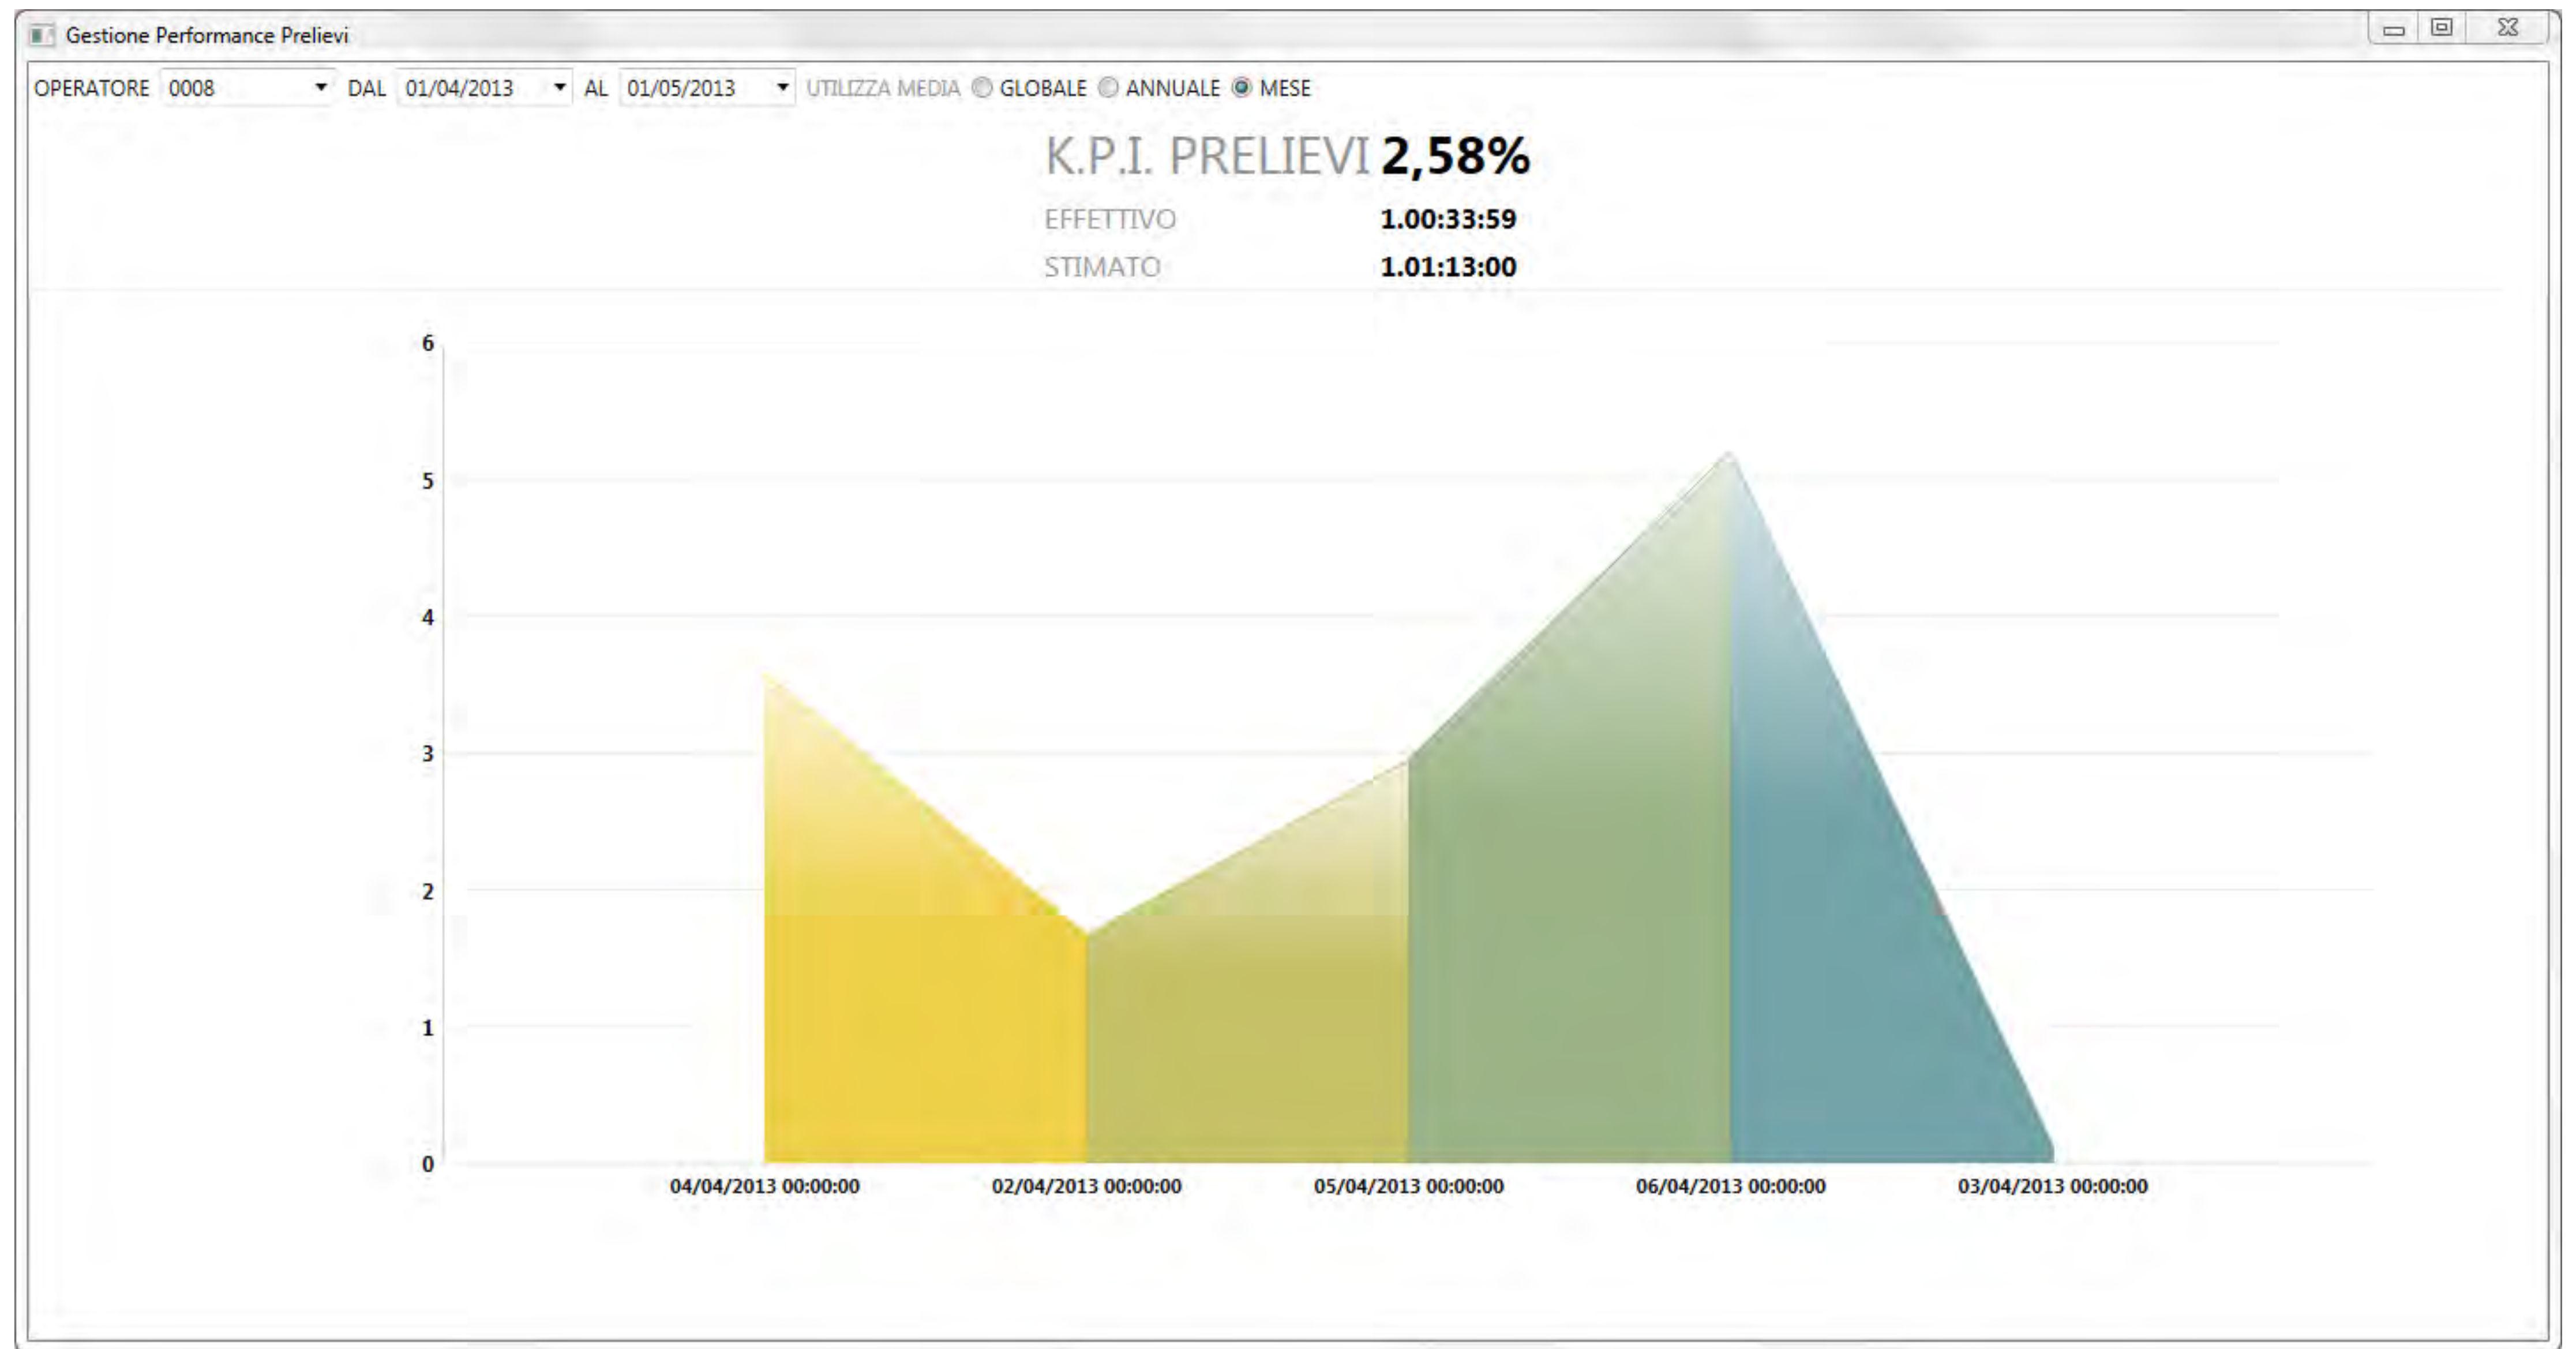 Gestione Performance Prelievi
OPERATORE 0008 DAL 01/04/2013 AL 01/05/2013 UTILIZZA MEDIA GLOBALE ANNUALE MESE
K.P.I. PRELIEVI 2,58%
EFFETTIVO 1.00:33:59
STIMATO 1.01:13:00
6
5
4
3
2
1
0
04/04/2013 00:00:00 02/04/2013 00:00:00 05/04/2013 00:00:00 06/04/2013 00:00:00 03/04/2013 00:00:00